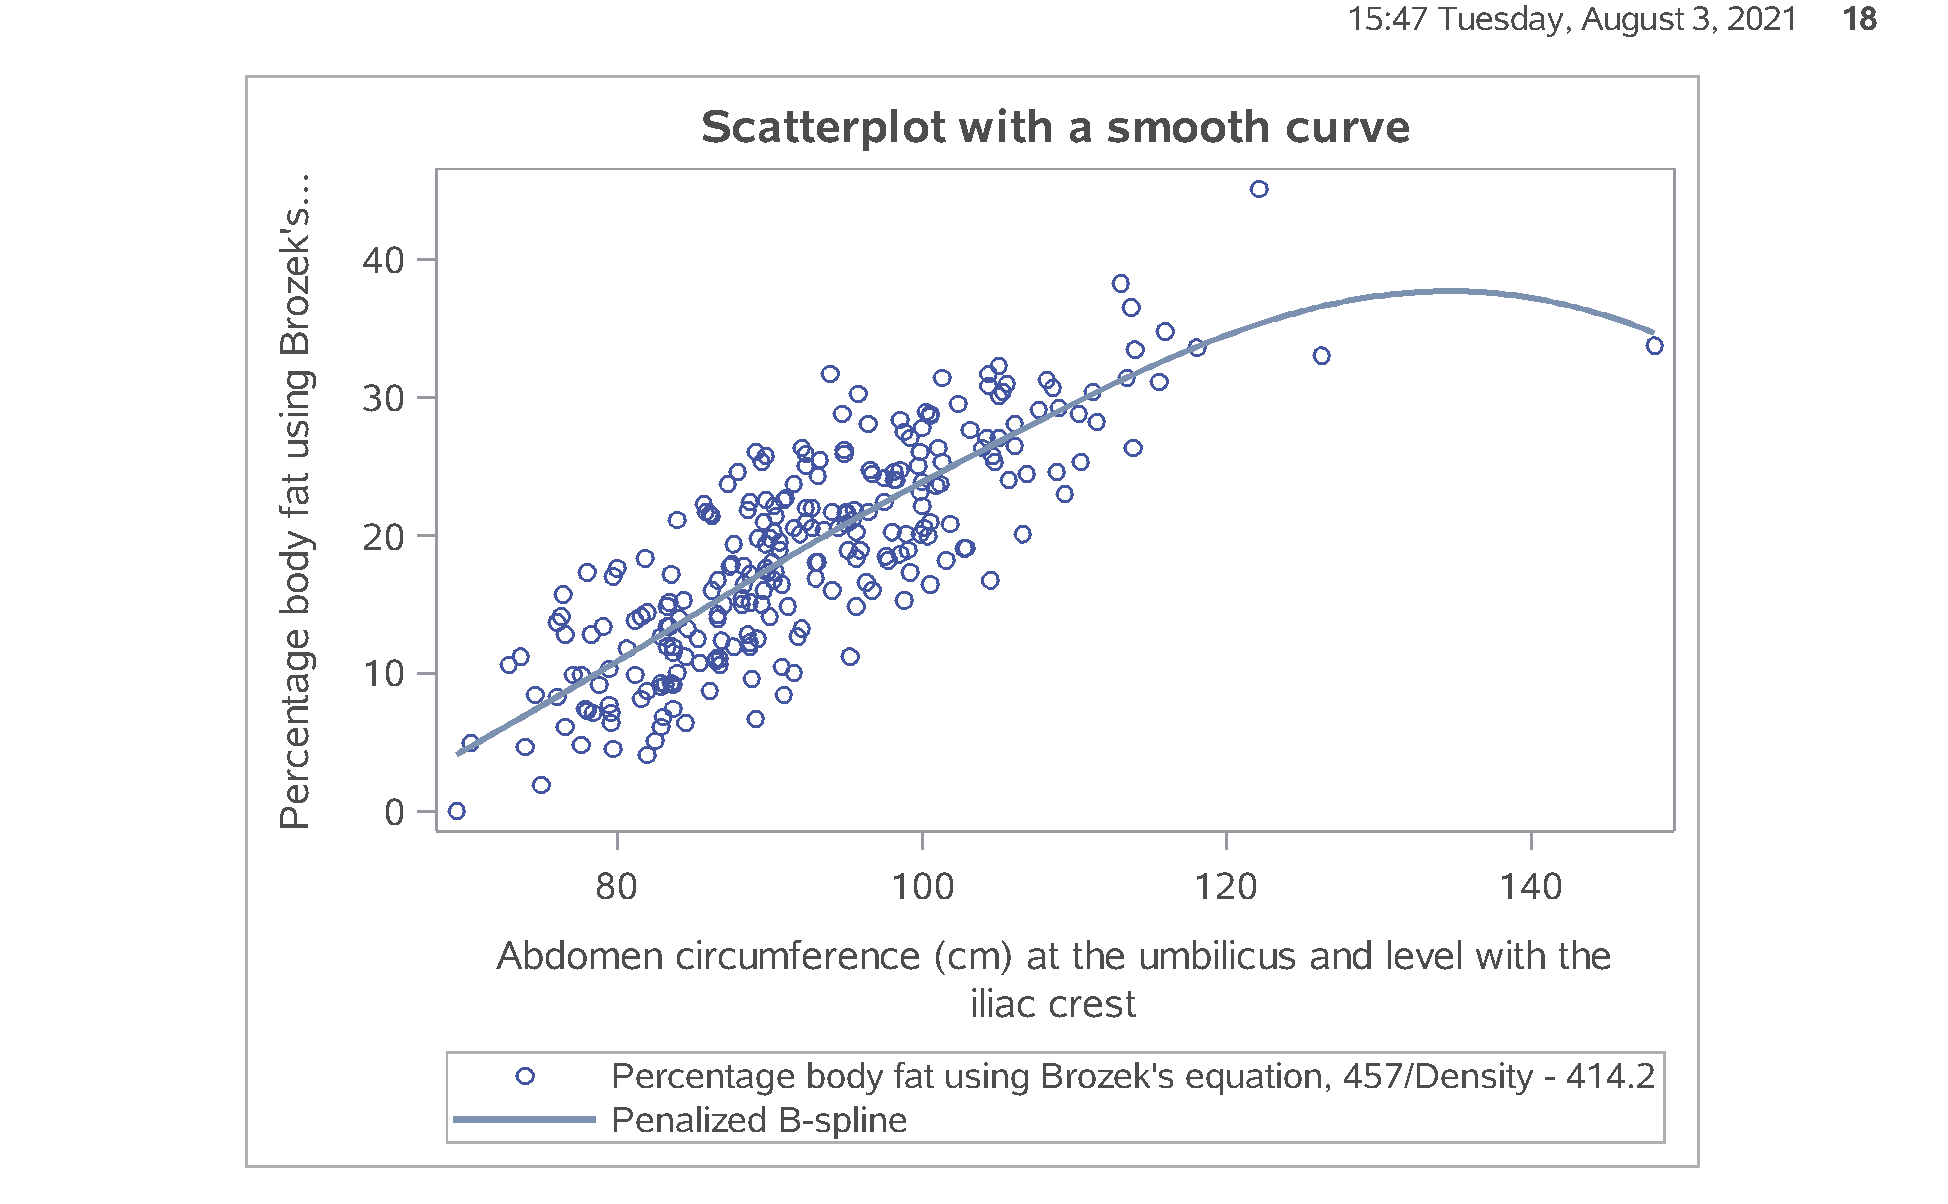 15:47 Tuesday, August 3, 2021 18
Scatterplot with a smooth curve
Percentage body fat using Brozek's...
40
30
20
10
0
80 100 120 140
Abdomen circumference (cm) at the umbilicus and level with the
iliac crest
Percentage body fat using Brozek's equation, 457/Density - 414.2
Penalized B-spline